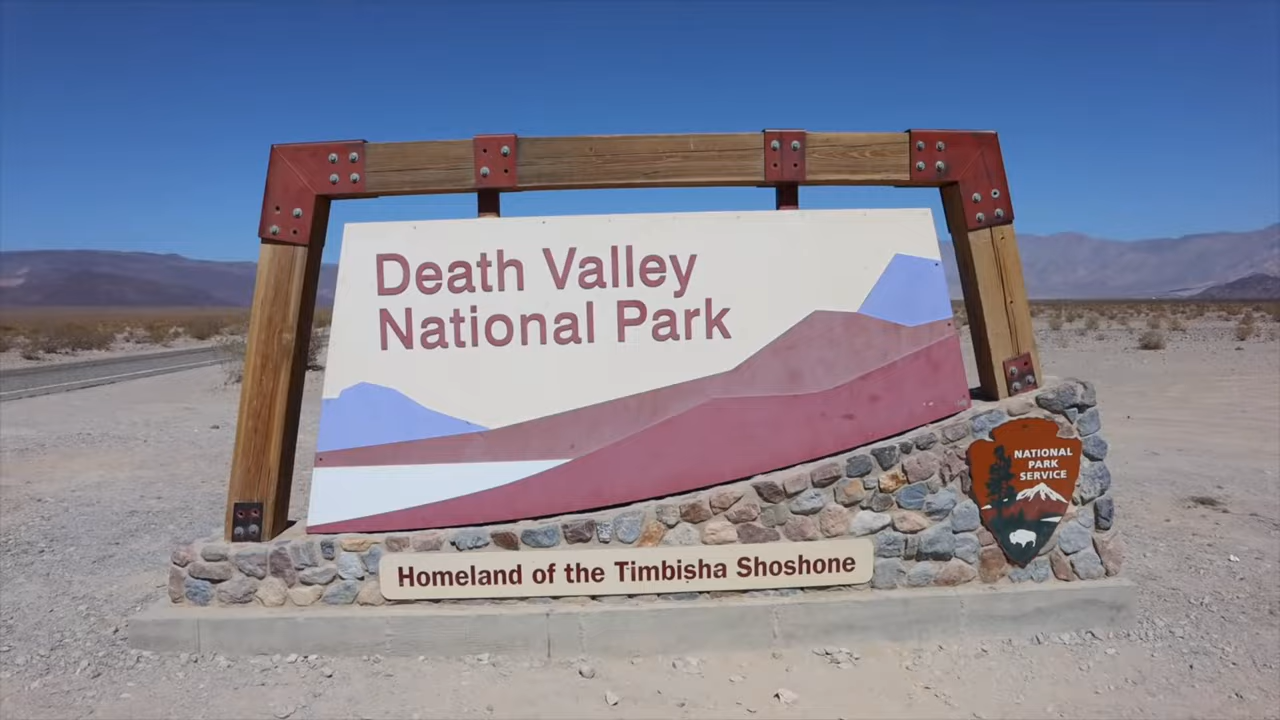 Death Valley
National Park
NATIONAL
PARK
SERVICE
Homeland of the Timbisha Shoshone